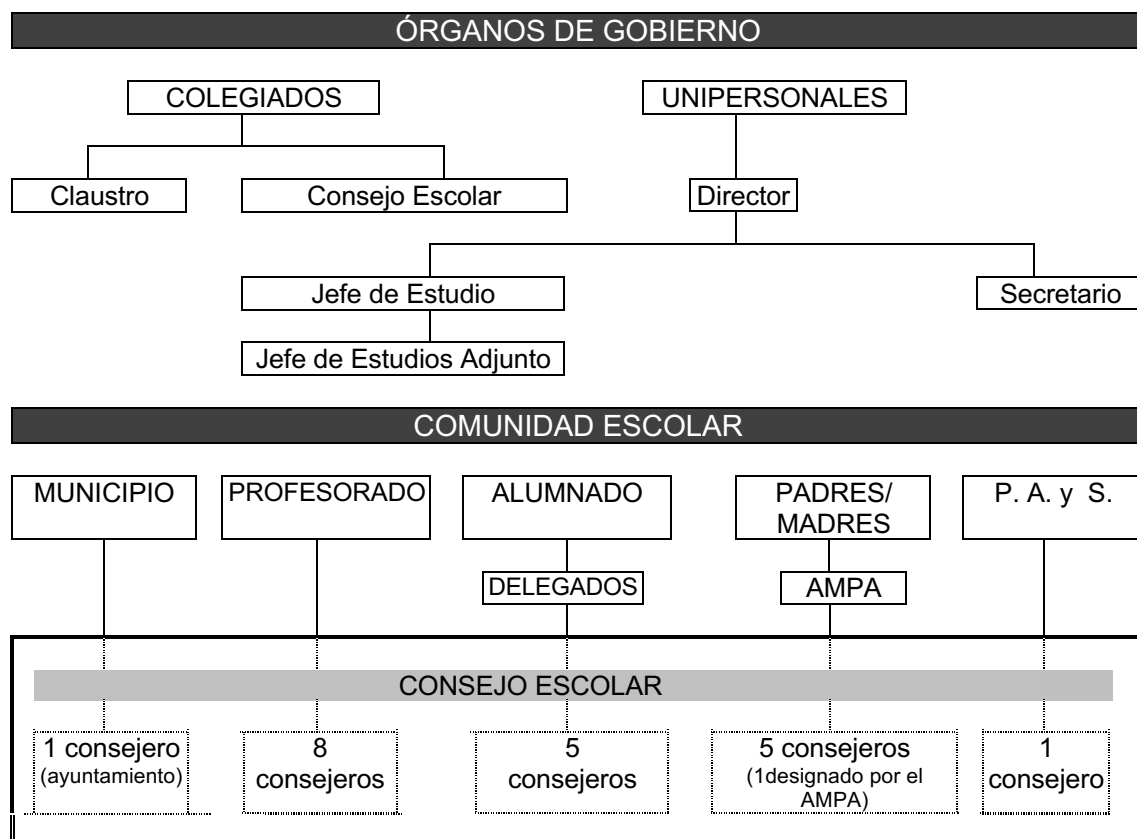 ÓRGANOS DE GOBIERNO
COLEGIADOS
UNIPERSONALES
Claustro
Consejo Escolar
Director
Jefe de Estudio
Secretario
Jefe de Estudios Adjunto
COMUNIDAD ESCOLAR
MUNICIPIO
PROFESORADO
ALUMNADO
PADRES/
MADRES
P. A. y S.
DELEGADOS
AMPA
CONSEJO ESCOLAR
1 consejero
(ayuntamiento)
8
consejeros
5
consejeros
5 consejeros
(1designado por el
AMPA)
1
consejero